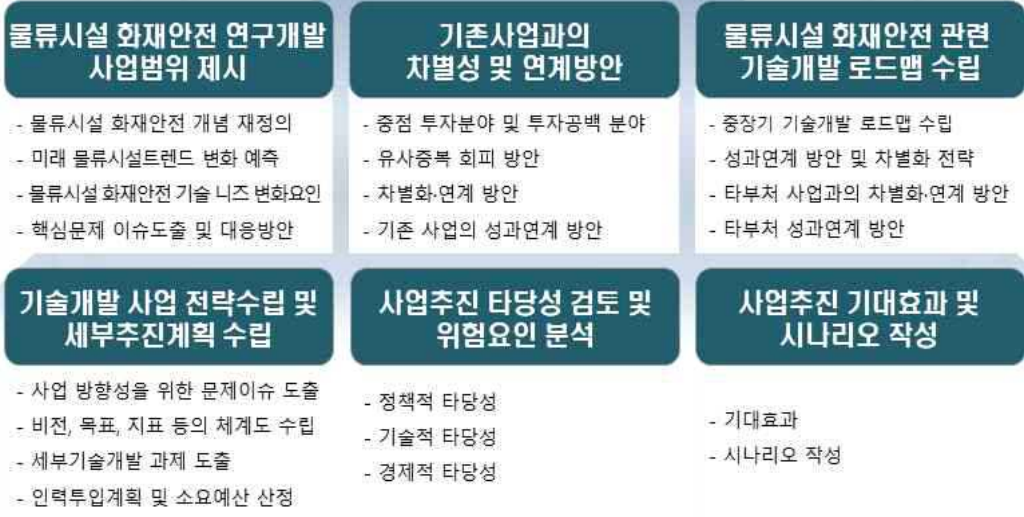 물류시설 화재안전 연구개발
사업범위 제시
- 물류시설 화재안전 개념 재정의
- 미래 물류시설트렌드 변화 예측
- 물류시설 화재안전 기술 니즈 변화요인
- 핵심문제 이슈도출 및 대응방안
기존사업과의
차별성 및 연계방안
- 중점 투자분야 및 투자공백 분야
- 유사중복 회피 방안
- 차별화·연계 방안
- 기존 사업의 성과연계 방안
물류시설 화재안전 관련
기술개발 로드맵 수립
- 중장기 기술개발 로드맵 수립
- 성과연계 방안 및 차별화 전략
- 타부처 사업과의 차별화·연계 방안
- 타부처 성과연계 방안
기술개발 사업 전략수립 및
세부추진계획 수립
- 사업 방향성을 위한 문제이슈 도출
- 비전, 목표, 지표 등의 체계도 수립
- 세부기술개발 과제 도출
- 인력투입계획 및 소요예산 산정
사업추진 타당성 검토 및
위험요인 분석
- 정책적 타당성
- 기술적 타당성
- 경제적 타당성
사업추진 기대효과 및
시나리오 작성
- 기대효과
- 시나리오 작성